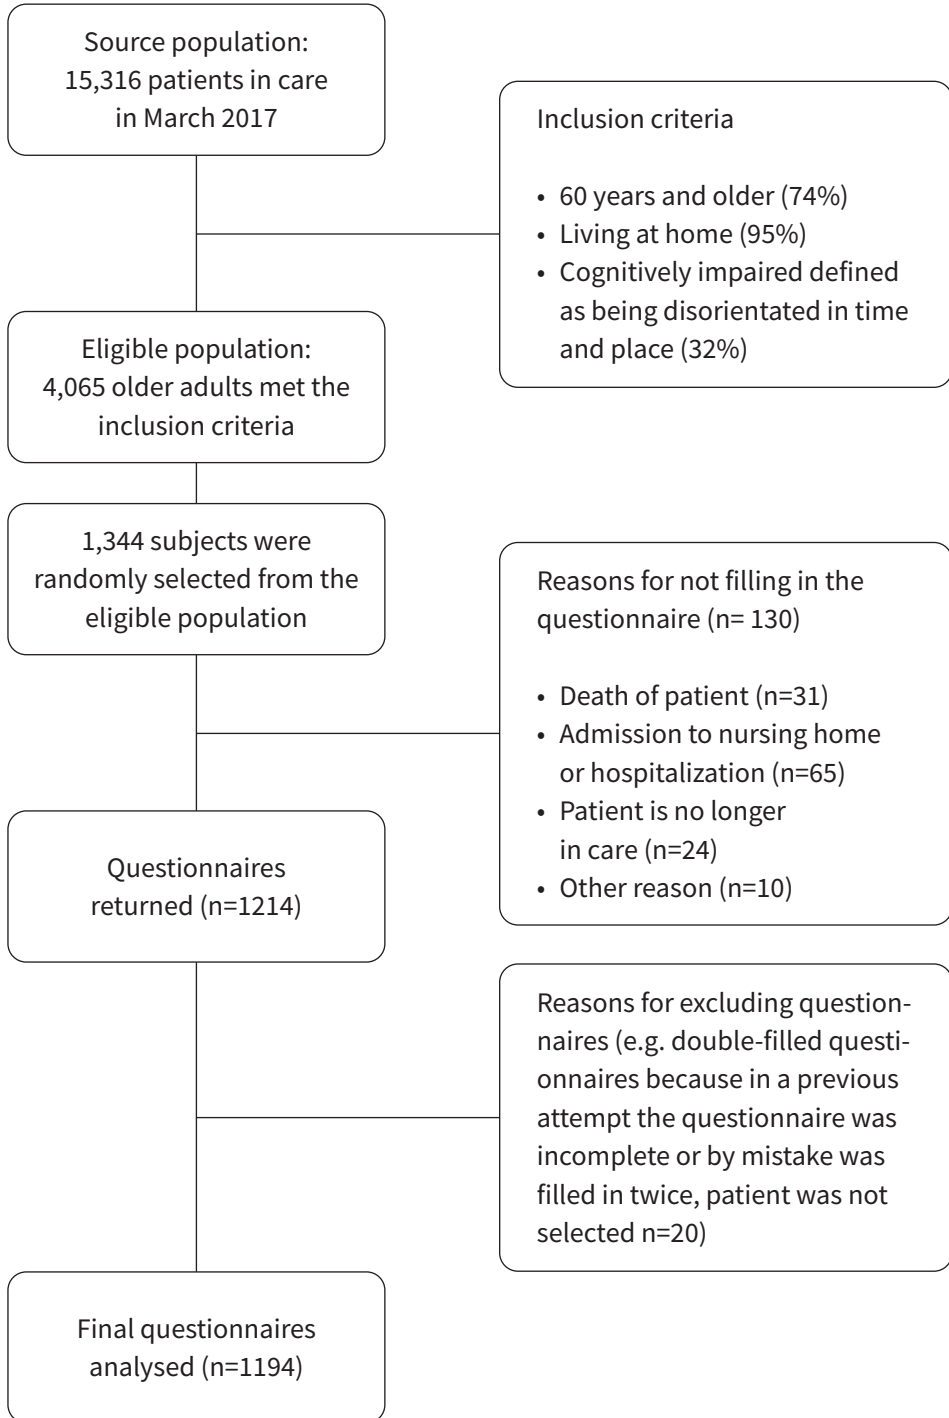 Source population:
15,316 patients in care
in March 2017
Inclusion criteria
• 60 years and older (74%)
• Living at home (95%)
• Cognitively impaired defined
as being disorientated in time
and place (32%)
Eligible population:
4,065 older adults met the
inclusion criteria
1,344 subjects were
randomly selected from the
eligible population
Reasons for not filling in the
questionnaire (n= 130)
• Death of patient (n=31)
• Admission to nursing home
or hospitalization (n=65)
• Patient is no longer
in care (n=24)
• Other reason (n=10)
Questionnaires
returned (n=1214)
Reasons for excluding question-
naires (e.g. double-filled questi-
onnaires because in a previous
attempt the questionnaire was
incomplete or by mistake was
filled in twice, patient was not
selected n=20)
Final questionnaires
analysed (n=1194)